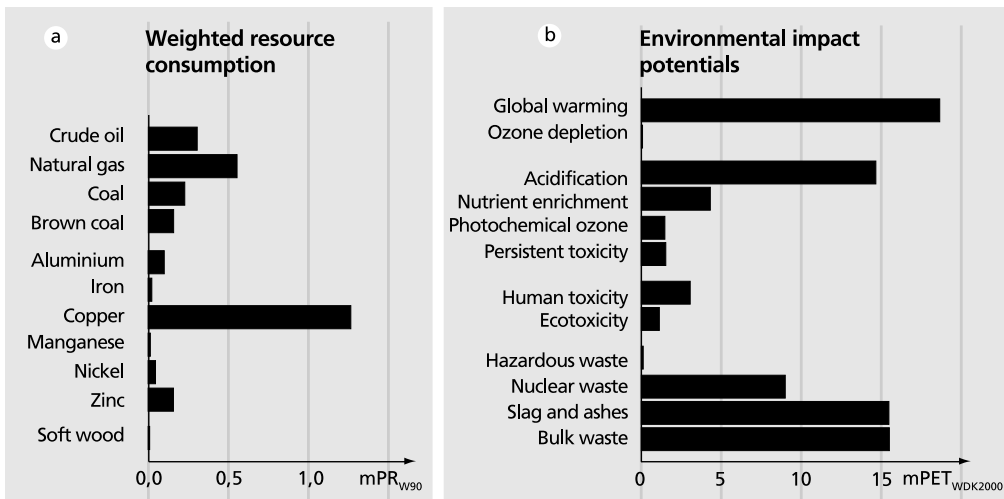 a
Weighted resource
consumption
Crude oil
Natural gas
Coal
Brown coal
Aluminium
Iron
Copper
Manganese
Nickel
Zinc
Soft wood
0,0 0,5 1,0 mPRW90
b
Environmental impact
potentials
Global warming
Ozone depletion
Acidification
Nutrient enrichment
Photochemical ozone
Persistent toxicity
Human toxicity
Ecotoxicity
Hazardous waste
Nuclear waste
Slag and ashes
Bulk waste
0 5 10 15 mPETWDK2000